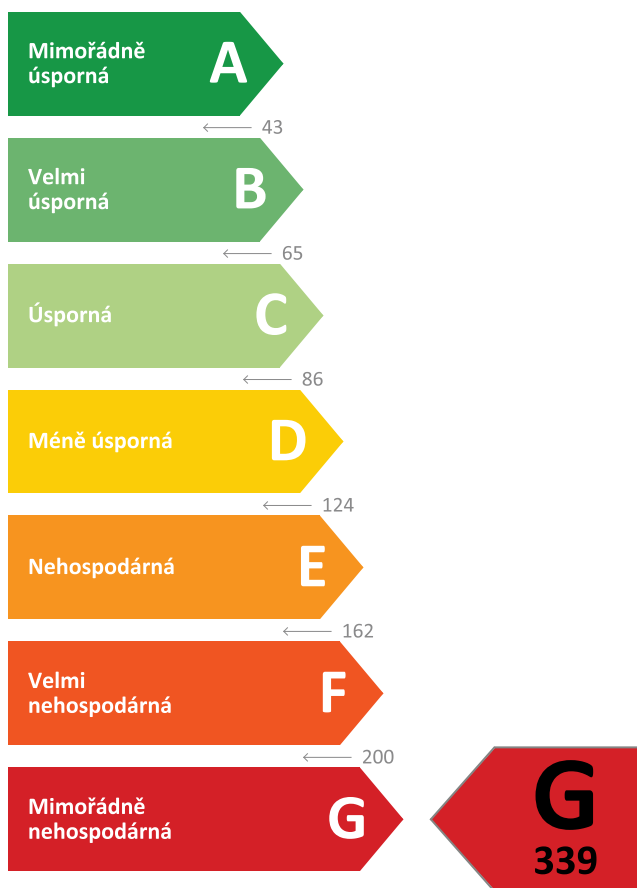 Mimořádně
úsporná
A
43
Velmi
úsporná
B
65
Úsporná
C
86
Méně úsporná
D
124
Nehospodárná
E
162
Velmi
nehospodárná
F
200
Mimořádně
nehospodárná
G
G
339